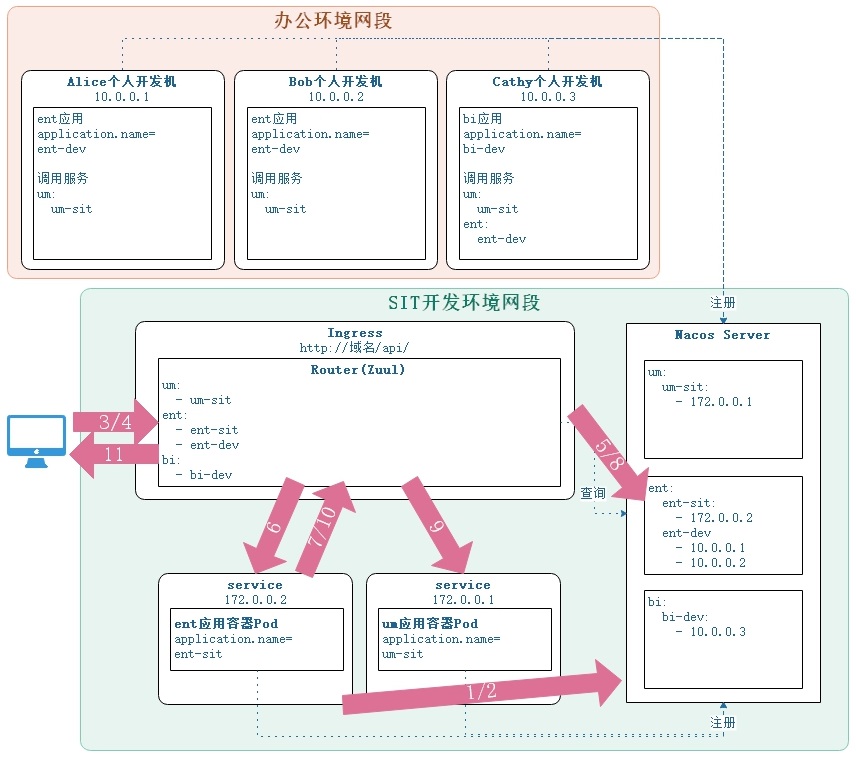 办公环境网段
Alice个人开发机
10.0.0.1
ent应用
application.name=
ent-dev
调用服务
um:
um-sit
Bob个人开发机
10.0.0.2
ent应用
application.name=
ent-dev
调用服务
um:
um-sit
Cathy个人开发机
10.0.0.3
bi应用
application.name=
bi-dev
调用服务
um:
um-sit
ent:
ent-dev
SIT开发环境网段
注册
Ingress
http://域名/api/
Router(Zuul)
um:
- um-sit
ent:
- ent-sit
- ent-dev
bi:
- bi-dev
3/4
11
5/8
查询
6
7/10
9
Nacos Server
um:
um-sit:
- 172.0.0.1
ent:
ent-sit:
- 172.0.0.2
ent-dev
- 10.0.0.1
- 10.0.0.2
bi:
bi-dev:
- 10.0.0.3
service
172.0.0.2
ent应用容器Pod
application.name=
ent-sit
service
172.0.0.1
um应用容器Pod
application.name=
um-sit
1/2
注册